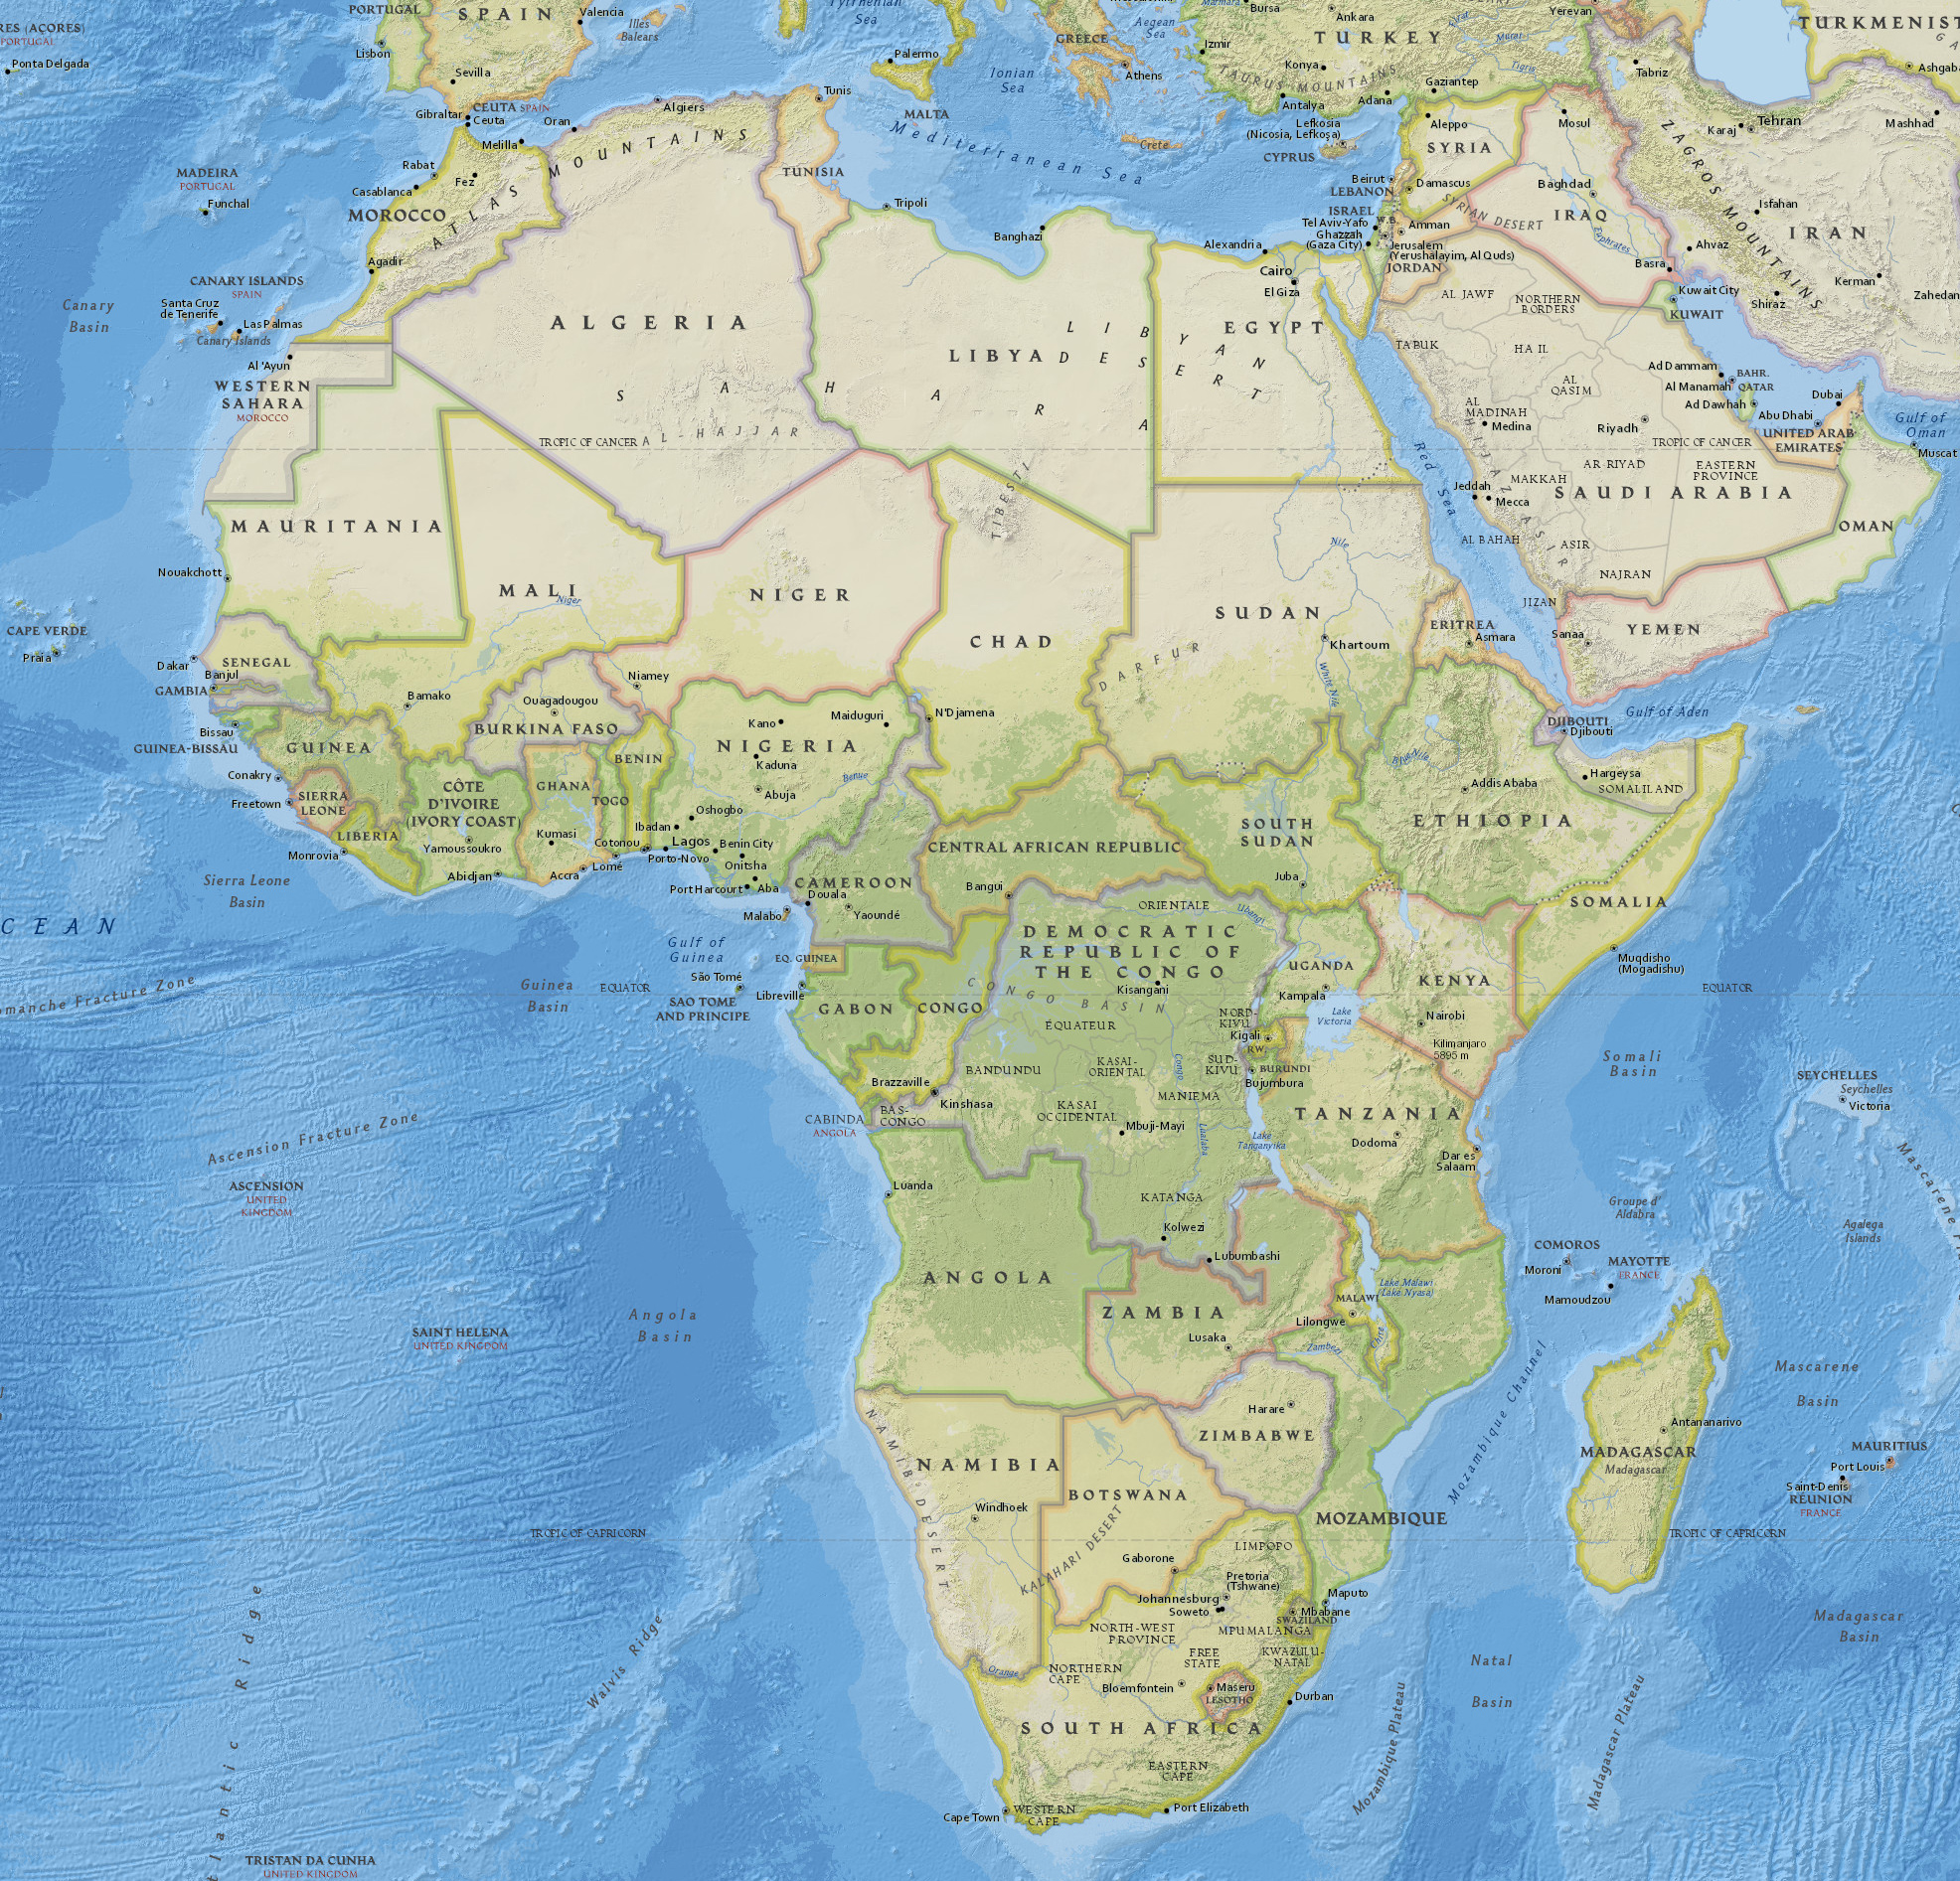 PORTUGAL
SPAIN
Valencia
Illes
Balears
Tyrrhenian
Sea
Bursa
Ankara
Yerevan
TURKMENIST
RES (AÇORES)
PORTUGAL
Ponta Delgada
Lisbon
Sevilla
Palermo
Ionian
Sea
GREECE
Aegean
Sea
Athens
Izmir
TURKEY
Konya
TAURUS MOUNTAINS
Antalya
Adana
Gaziantep
Murat
Tigris
Tabriz
Ashgab
Gibraltar
CEUTA SPAIN
Ceuta
Melilla
Oran
Algiers
Tunis
MALTA
Mediterranean Sea
Crete
Lefkosia
(Nicosia, Lefkoşa)
CYPRUS
Aleppo
SYRIA
Mosul
Karaj
Tehran
Mashhad
MADEIRA
PORTUGAL
Funchal
Rabat
Casablanca
Fez
MOROCCO
ATLAS MOUNTAINS
Agadir
TUNISIA
Tripoli
Banghazi
Beirut
LEBANON
Damascus
ISRAEL
W.B.
Tel Aviv-Yafo
Ghazzah
(Gaza City)
Amman
Jerusalem
(Yerushalayim, Al Quds)
JORDAN
SYRIAN DESERT
Baghdad
IRAQ
Euphrates
Basra
ZAGROS MOUNTAINS
Isfahan
IRAN
Ahvaz
Kerman
Shiraz
Zahedan
Alexandria
Cairo
El Giza
Canary
Basin
CANARY ISLANDS
SPAIN
Santa Cruz
de Tenerife
Las Palmas
Canary Islands
Al 'Ayun
WESTERN
SAHARA
MOROCCO
ALGERIA
LIBYA
LIBYAN
DESERT
EGYPT
SAHARA
AL-HAJJAR
TROPIC OF CANCER
AL JAWF
NORTHERN
BORDERS
Kuwait City
KUWAIT
TABUK
HA IL
AL
QASIM
Ad Dammam
BAHR.
Al Manamah
QATAR
Ad Dawhah
Dubai
Abu Dhabi
UNITED ARAB
EMIRATES
Gulf of
Oman
Muscat
AL
MADINAH
Medina
HIJAZ
Riyadh
TROPIC OF CANCER
AR RIYAD
EASTERN
PROVINCE
MAKKAH
Jeddah
Mecca
SAUDI ARABIA
OMAN
Red Sea
ASIR
AL BAHAH
ASIR
NAJRAN
JIZAN
Sanaa
YEMEN
MAURITANIA
Nouakchott
MALI
Niger
NIGER
TIBESTI
CHAD
SUDAN
Nile
Khartoum
White Nile
DARFUR
ERITREA
Asmara
CAPE VERDE
Praia
Dakar
SENEGAL
Banjul
GAMBIA
Bissau
GUINEA-BISSAU
Bamako
Ouagadougou
BURKINA FASO
Niamey
Kano
Maiduguri
N'Djamena
NIGERIA
Kaduna
Benue
Abuja
GUINEA
Conakry
Freetown
SIERRA
LEONE
LIBERIA
Monrovia
CÔTE
D'IVOIRE
(IVORY COAST)
Yamoussoukro
Abidjan
GHANA
Kumasi
Accra
TOGO
BENIN
Lomé
Cotonou
Porto-Novo
Oshogbo
Ibadan
Lagos
Benin City
Onitsha
Port Harcourt
Aba
Blue Nile
Gulf of Aden
DJIBOUTI
Djibouti
Addis Ababa
Hargeysa
SOMALILAND
ETHIOPIA
SOUTH
SUDAN
Juba
CENTRAL AFRICAN REPUBLIC
Bangui
CAMEROON
Douala
Yaoundé
Malabo
Sierra Leone
Basin
CEAN
Gulf of
Guinea
EQ. GUINEA
São Tomé
SAO TOME
AND PRINCIPE
Libreville
GABON
CONGO
Guinea
Basin
EQUATOR
ORIENTALE
Ubangi
DEMOCRATIC
REPUBLIC OF
THE CONGO
Kisangani
CONGO BASIN
ÉQUATEUR
UGANDA
Kampala
KENYA
SOMALIA
Muqdisho
(Mogadishu)
EQUATOR
Nairobi
Kilimanjaro
5895 m
Lake
Victoria
NORD-
KIVU
Kigali
RW.
SUD-
KIVU
BURUNDI
Bujumbura
BANDUNDU
KASAI-
ORIENTAL
Congo
MANIEMA
KASAI
OCCIDENTAL
Mbuji-Mayi
Lualaba
Brazzaville
Kinshasa
BAS-
CONGO
CABINDA
ANGOLA
omanche Fracture Zone
Ascension Fracture Zone
ASCENSION
UNITED
KINGDOM
TANZANIA
Dodoma
Dar es
Salaam
Lake
Tanganyika
Somali
Basin
SEYCHELLES
Seychelles
Victoria
Luanda
KATANGA
Kolwezi
Lubumbashi
Groupe d'
Aldabra
Agalega
Islands
COMOROS
Moroni
MAYOTTE
FRANCE
Mamoudzou
ANGOLA
ZAMBIA
Lusaka
MALAWI
Lilongwe
Lake Malawi
(Lake Nyasa)
Shire
Zambezi
Angola
Basin
SAINT HELENA
UNITED KINGDOM
Mozambique Channel
Mascarene
Basin
Harare
ZIMBABWE
Antananarivo
MADAGASCAR
Madagascar
MAURITIUS
Port Louis
Saint-Denis
RÉUNION
FRANCE
NAMIB DESERT
NAMIBIA
Windhoek
BOTSWANA
KALAHARI DESERT
Gaborone
MOZAMBIQUE
TROPIC OF CAPRICORN
TROPIC OF CAPRICORN
LIMPOPO
Pretoria
(Tshwane)
Johannesburg
Soweto
Maputo
Mbabane
SWAZILAND
MPUMALANGA
NORTH-WEST
PROVINCE
FREE
STATE
KWAZULU-
NATAL
Orange
NORTHERN
CAPE
Bloemfontein
Maseru
LESOTHO
Durban
SOUTH AFRICA
EASTERN
CAPE
Port Elizabeth
Cape Town
WESTERN
CAPE
Walvis Ridge
Natal
Basin
Madagascar
Basin
Mozambique Plateau
Madagascar Plateau
tlantic Ridge
TRISTAN DA CUNHA
UNITED KINGDOM